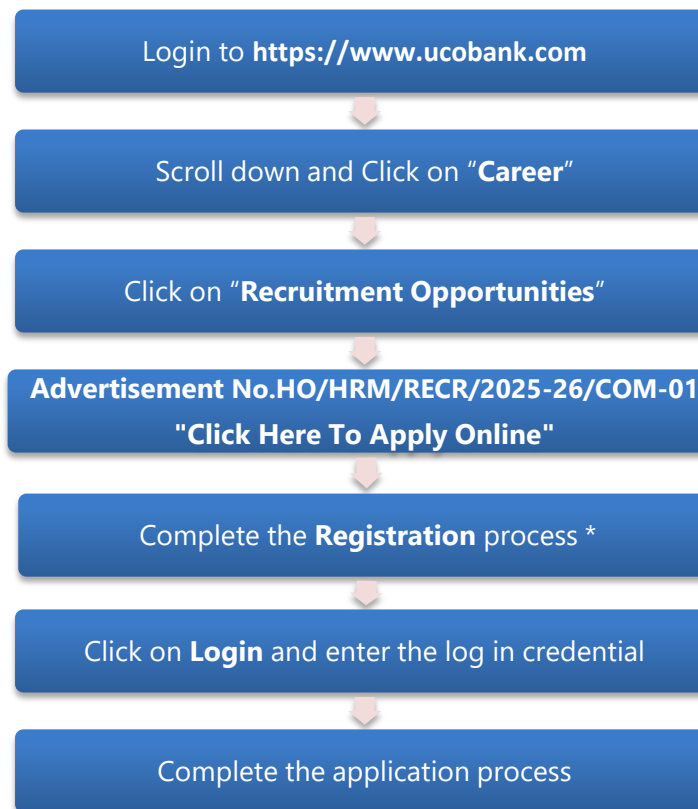 Login to https://www.ucobank.com
Scroll down and Click on “Career”
Click on “Recruitment Opportunities”
Advertisement No.HO/HRM/RECR/2025-26/COM-01
"Click Here To Apply Online"
Complete the Registration process *
Click on Login and enter the log in credential
Complete the application process